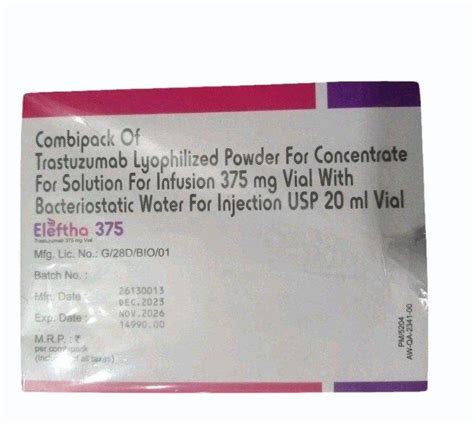 Combipack Of
Trastuzumab Lyophilized Powder For Concentrate
For Solution For Infusion 375 mg Vial With
Bacteriostatic Water For Injection USP 20 ml Vial
Eleftha 375
Trastuzumab 375 mg Vial
Mfg. Lic. No.: G/28D/BIO/01
Batch No. :
Mfg. Date : 26130013
DEC.2023
Exp. Date : NOV.2026
14990.00
M.R.P. : ₹
per combipack
(Inclusive of all taxes)
PM/5204
AW-QA-2341-00